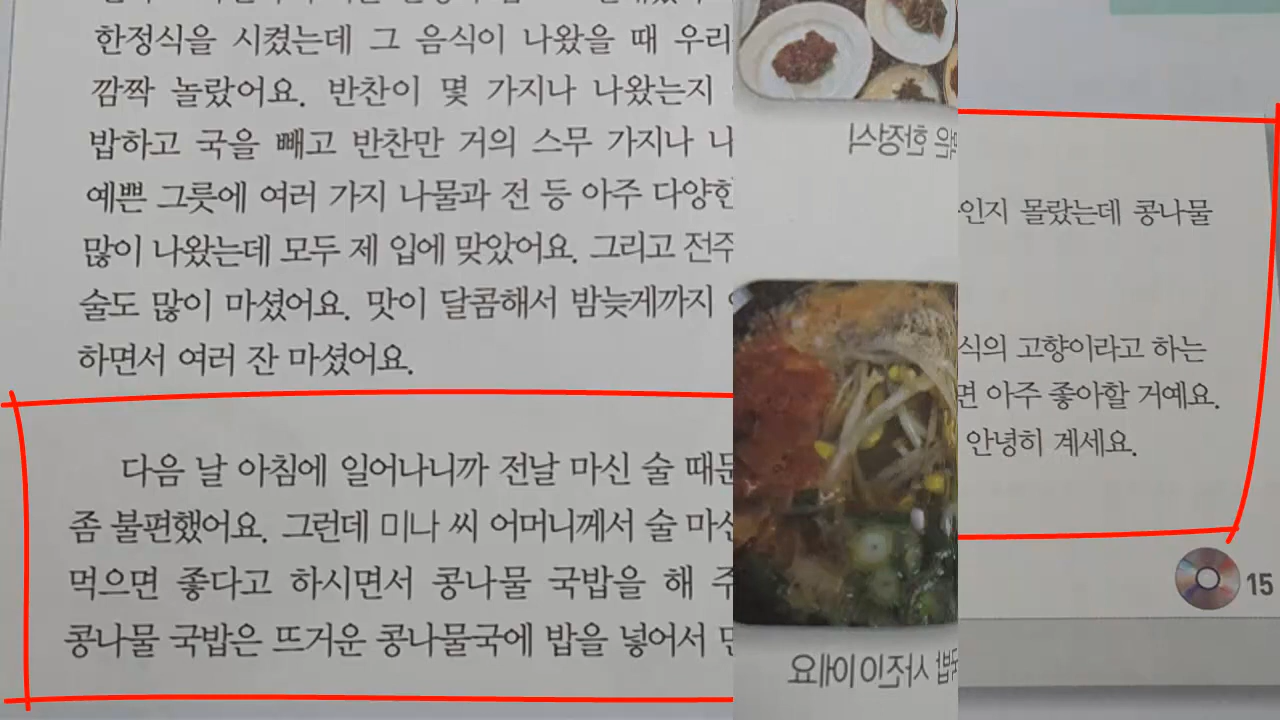 한정식을 시켰는데 그 음식이 나왔을 때 우리
깜짝 놀랐어요. 반찬이 몇 가지나 나왔는지
밥하고 국을 빼고 반찬만 거의 스무 가지나
예쁜 그릇에 여러 가지 나물과 전 등 아주 다양한
많이 나왔는데 모두 제 입에 맞았어요. 그리고 전주
술도 많이 마셨어요. 맛이 달콤해서 밤늦게까지
하면서 여러 잔 마셨어요.
다음 날 아침에 일어나니까 전날 마신 술
좀 불편했어요. 그런데 미나 씨 어머니께서 술
먹으면 좋다고 하시면서 콩나물 국밥을 해
콩나물 국밥은 뜨거운 콩나물국에 밥을 넣어서
한정식
사진이에요
인지 몰랐는데 콩나물
식의 고향이라고 하는
면 아주 좋아할 거예요.
안녕히 계세요.
15